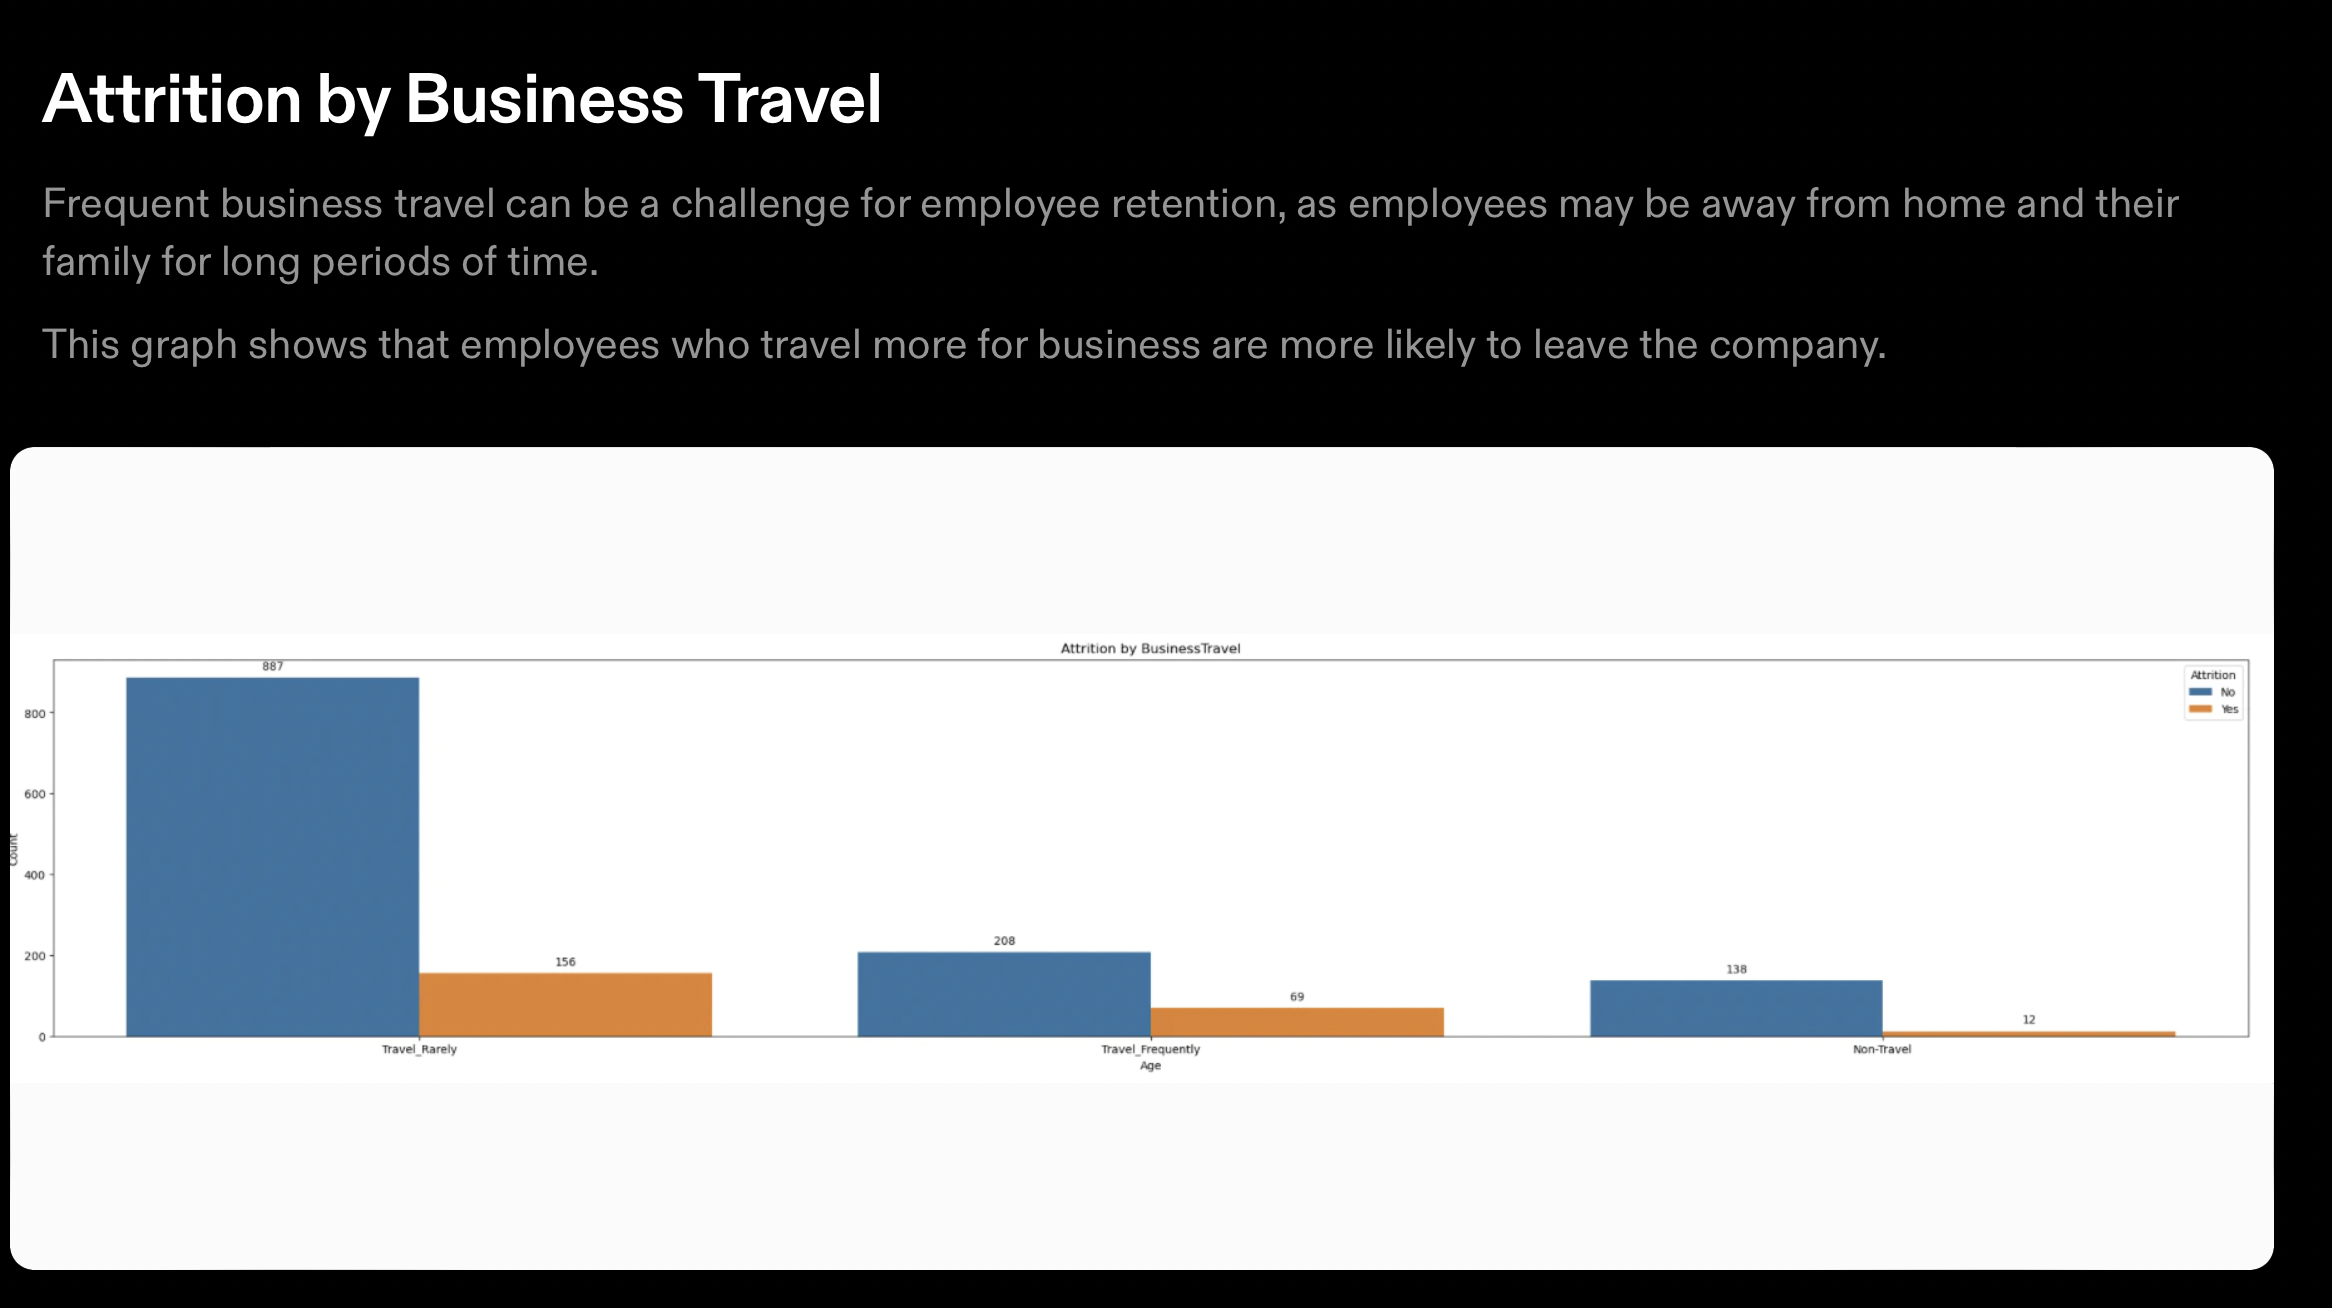 Attrition by Business Travel
Frequent business travel can be a challenge for employee retention, as employees may be away from home and their
family for long periods of time.
This graph shows that employees who travel more for business are more likely to leave the company.
Attrition by BusinessTravel
887
Attrition
No
Yes
800
600
Count
400
200
0
156
208
69
138
12
Travel_Rarely
Travel_Frequently
Non-Travel
Age